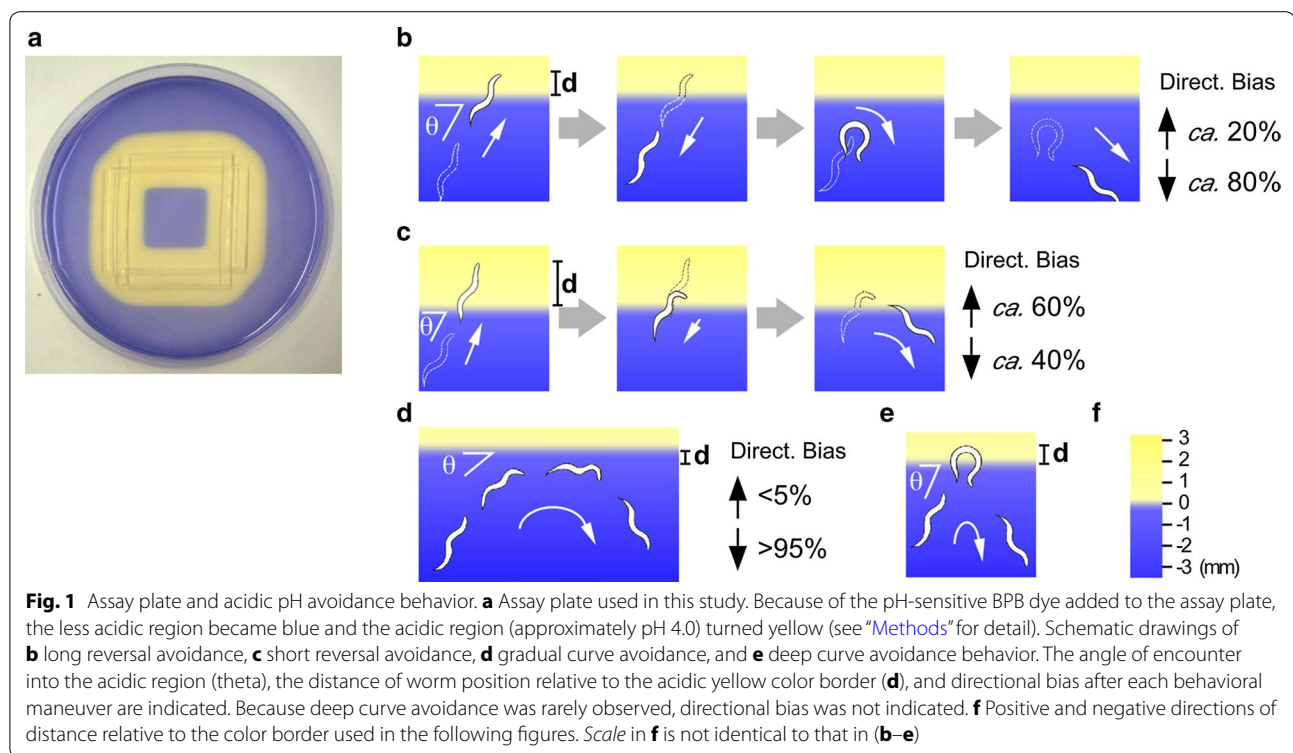 a
b
d
θ
Direct. Bias
ca. 20%
ca. 80%
c
d
θ
Direct. Bias
ca. 60%
ca. 40%
d
θ
d
Direct. Bias
<5%
>95%
e
θ
d
f
3
2
1
0
-1
-2
-3 (mm)
Fig. 1 Assay plate and acidic pH avoidance behavior. a Assay plate used in this study. Because of the pH-sensitive BPB dye added to the assay plate,
the less acidic region became blue and the acidic region (approximately pH 4.0) turned yellow (see “Methods” for detail). Schematic drawings of
b long reversal avoidance, c short reversal avoidance, d gradual curve avoidance, and e deep curve avoidance behavior. The angle of encounter
into the acidic region (theta), the distance of worm position relative to the acidic yellow color border (d), and directional bias after each behavioral
maneuver are indicated. Because deep curve avoidance was rarely observed, directional bias was not indicated. f Positive and negative directions of
distance relative to the color border used in the following figures. Scale in f is not identical to that in (b–e)